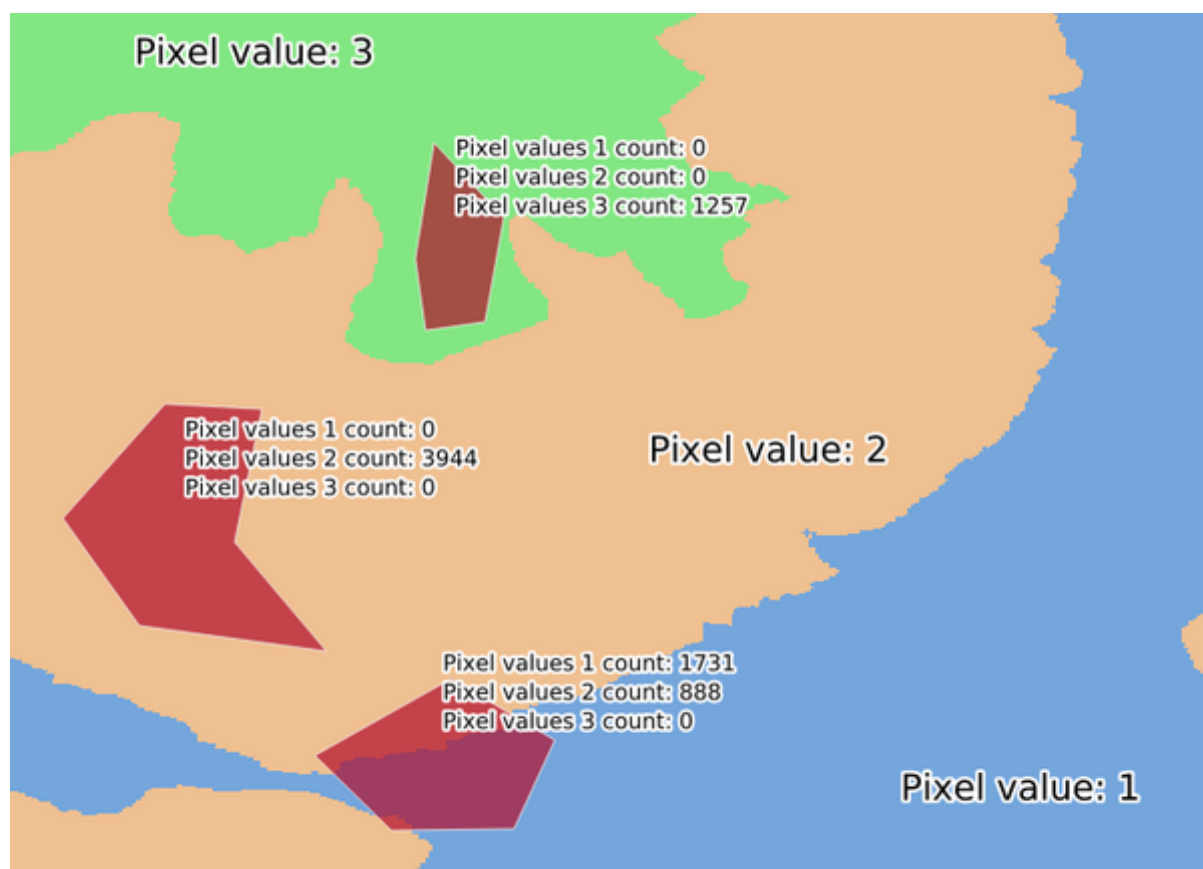 Pixel value: 3
Pixel values 1 count: 0
Pixel values 2 count: 0
Pixel values 3 count: 1257
Pixel values 1 count: 0
Pixel values 2 count: 3944
Pixel values 3 count: 0
Pixel value: 2
Pixel values 1 count: 1731
Pixel values 2 count: 888
Pixel values 3 count: 0
Pixel value: 1